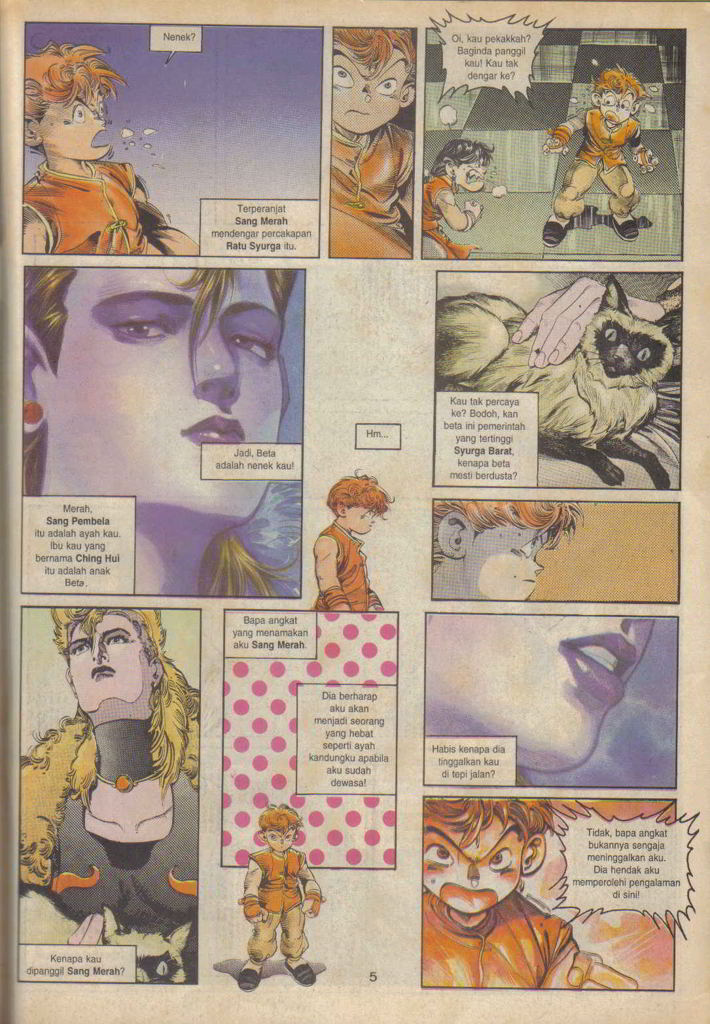 Nenek?
Terperanjat
Sang Merah
mendengar percakapan
Ratu Syurga itu.
Oi, kau pekakkah?
Baginda panggil
kau! Kau tak
dengar ke?
Jadi, Beta
adalah nenek kau!
Merah,
Sang Pembela
itu adalah ayah kau.
Ibu kau yang
bernama Ching Hui
itu adalah anak
Beta.
Hm...
Kau tak percaya
ke? Bodoh, kan
beta ini pemerintah
yang tertinggi
Syurga Barat,
kenapa beta
mesti berdusta?
Kenapa kau
dipanggil Sang Merah?
Bapa angkat
yang menamakan
aku Sang Merah.
Dia berharap
aku akan
menjadi seorang
yang hebat
seperti ayah
kandungku apabila
aku sudah
dewasa!
Habis kenapa dia
tinggalkan kau
di tepi jalan?
Tidak, bapa angkat
bukannya sengaja
meninggalkan aku.
Dia hendak aku
memperolehi pengalaman
di sini!
5